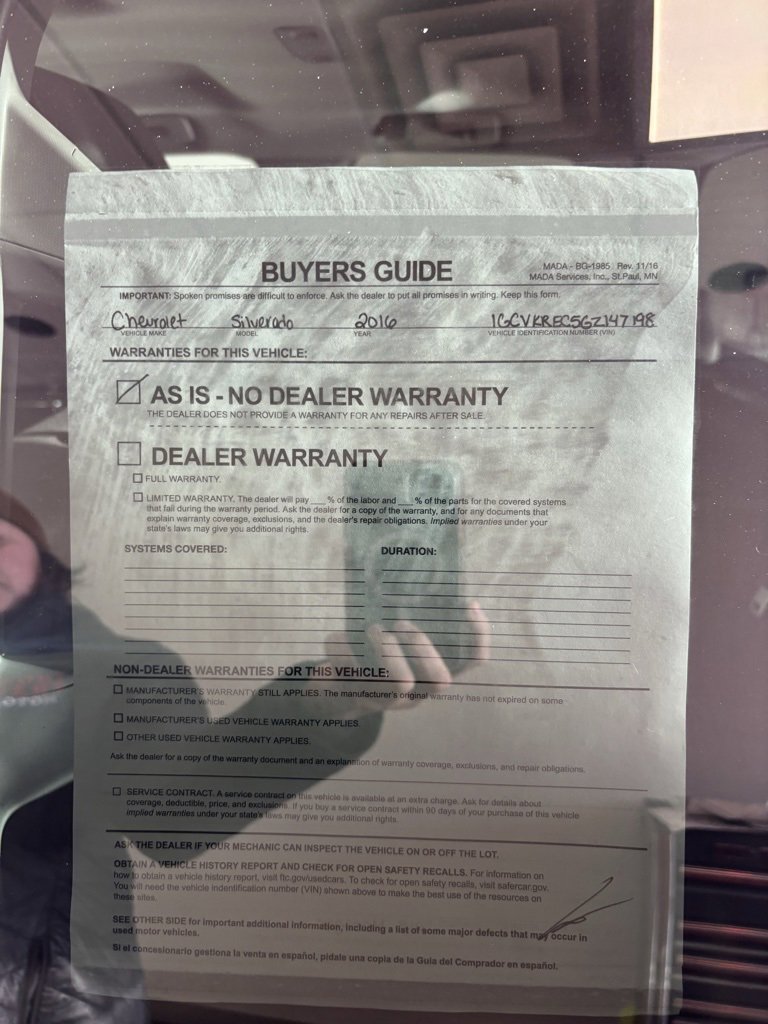 BUYERS GUIDE
MADA - BG-1985 Rev. 11/16
MADA Services, Inc., St.Paul, MN
IMPORTANT: Spoken promises are difficult to enforce. Ask the dealer to put all promises in writing. Keep this form.
Chevrolet Silverado 2016 1GCVKREC5GZ147198
VEHICLE MAKE MODEL YEAR VEHICLE IDENTIFICATION NUMBER (VIN)
WARRANTIES FOR THIS VEHICLE:
AS IS - NO DEALER WARRANTY
THE DEALER DOES NOT PROVIDE A WARRANTY FOR ANY REPAIRS AFTER SALE.
DEALER WARRANTY
FULL WARRANTY.
LIMITED WARRANTY. The dealer will pay ___ % of the labor and ___ % of the parts for the covered systems
that fail during the warranty period. Ask the dealer for a copy of the warranty, and for any documents that
explain warranty coverage, exclusions, and the dealer's repair obligations. Implied warranties under your
state's laws may give you additional rights.
SYSTEMS COVERED: DURATION:
NON-DEALER WARRANTIES FOR THIS VEHICLE:
MANUFACTURER'S WARRANTY STILL APPLIES. The manufacturer's original warranty has not expired on some
components of the vehicle.
MANUFACTURER'S USED VEHICLE WARRANTY APPLIES.
OTHER USED VEHICLE WARRANTY APPLIES.
Ask the dealer for a copy of the warranty document and an explanation of warranty coverage, exclusions, and repair obligations.
SERVICE CONTRACT. A service contract on this vehicle is available at an extra charge. Ask for details about
coverage, deductible, price, and exclusions. If you buy a service contract within 90 days of your purchase of this vehicle
implied warranties under your state's laws may give you additional rights.
ASK THE DEALER IF YOUR MECHANIC CAN INSPECT THE VEHICLE ON OR OFF THE LOT.
OBTAIN A VEHICLE HISTORY REPORT AND CHECK FOR OPEN SAFETY RECALLS. For information on
how to obtain a vehicle history report, visit ftc.gov/usedcars. To check for open safety recalls, visit safercar.gov.
You will need the vehicle indentification number (VIN) shown above to make the best use of the resources on
these sites.
SEE OTHER SIDE for important additional information, including a list of some major defects that may occur in
used motor vehicles.
Si el concesionario gestiona la venta en español, pídale una copia de la Guía del Comprador en español.